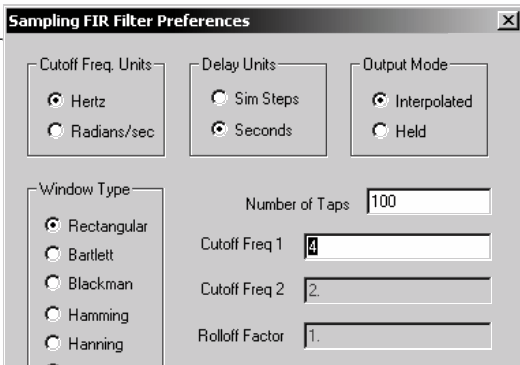 Sampling FIR Filter Preferences
Cutoff Freq. Units
Hertz
Radians/sec
Delay Units
Sim Steps
Seconds
Output Mode
Interpolated
Held
Window Type
Rectangular
Bartlett
Blackman
Hamming
Hanning
Number of Taps 100
Cutoff Freq 1 4
Cutoff Freq 2 2.
Rolloff Factor 1.